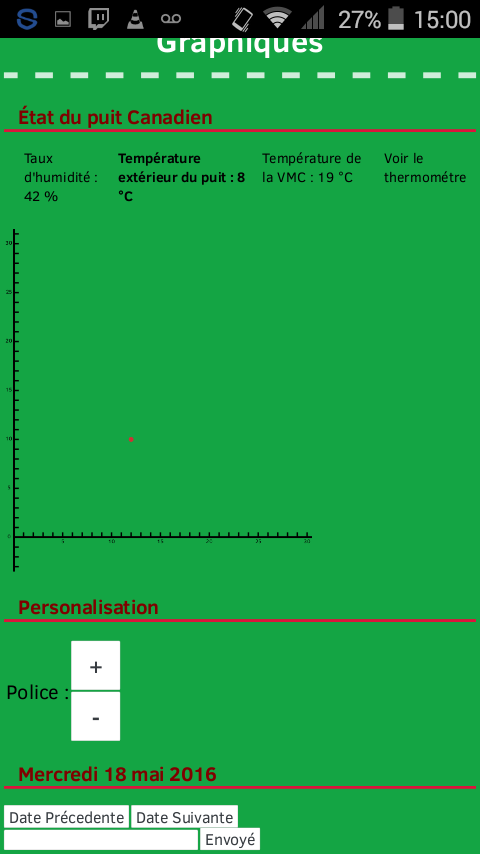 27% 15:00
Graphiques
État du puit Canadien
Taux d'humidité : 42 %
Température extérieur du puit : 8 °C
Température de la VMC : 19 °C
Voir le thermométre
30
25
20
15
10
5
0
5 10 15 20 25 30
Personalisation
+
Police :
-
Mercredi 18 mai 2016
Date Précedente Date Suivante
Envoyé